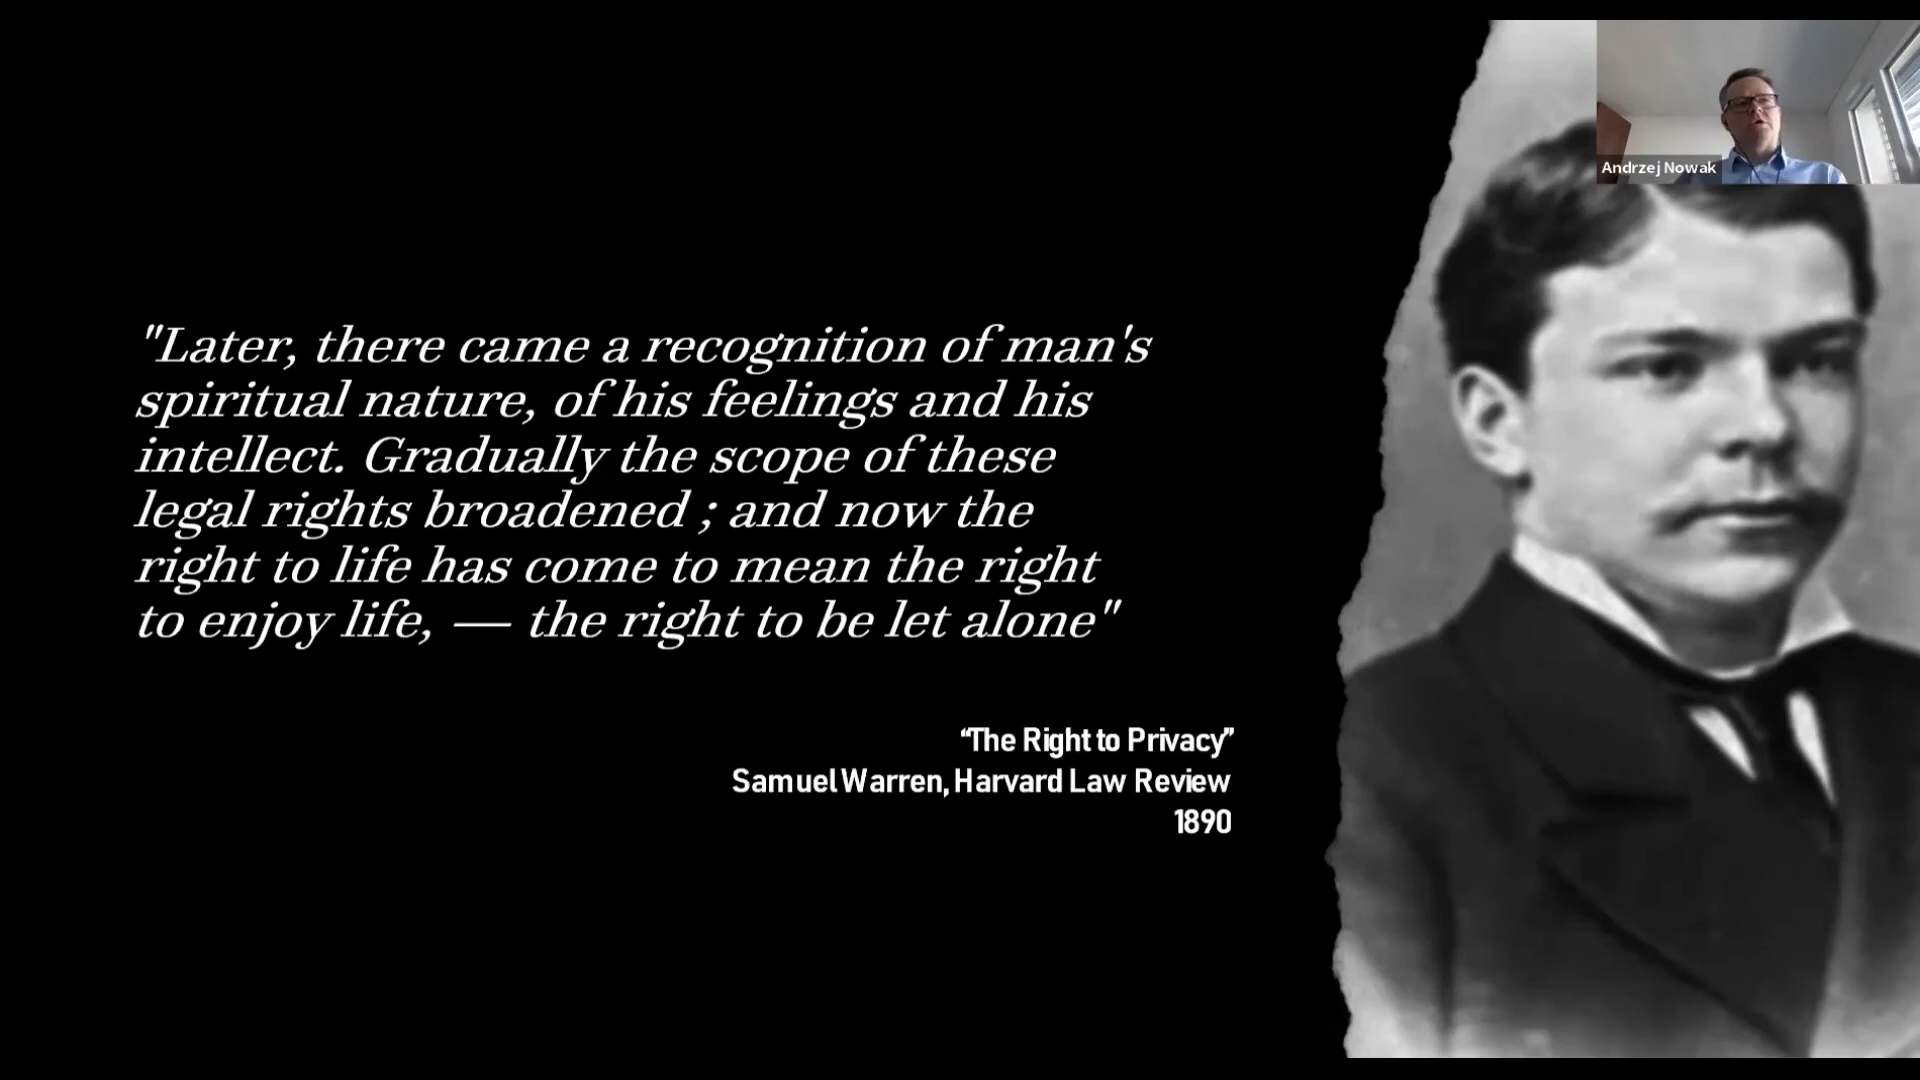 Andrzej Nowak
"Later, there came a recognition of man's
spiritual nature, of his feelings and his
intellect. Gradually the scope of these
legal rights broadened ; and now the
right to life has come to mean the right
to enjoy life, — the right to be let alone"
“The Right to Privacy”
Samuel Warren, Harvard Law Review
1890